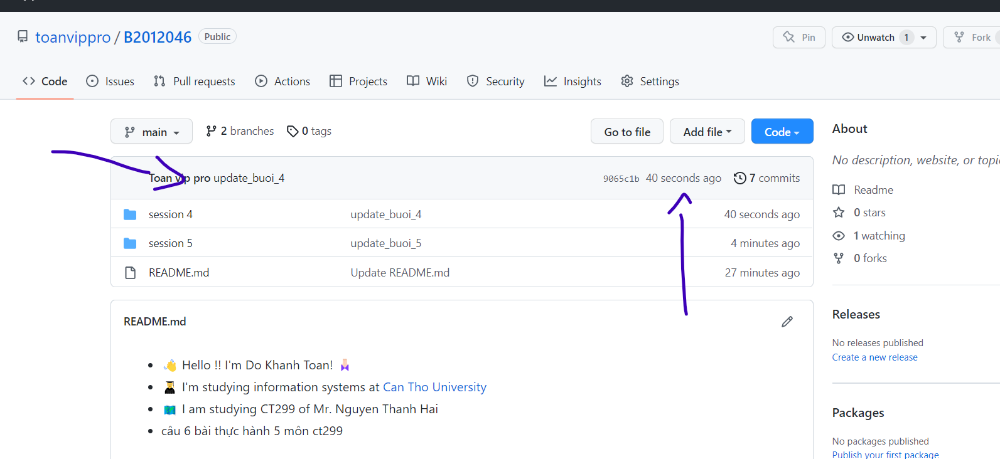 toanvippro / B2012046 Public
Pin Unwatch 1 Fork
Code Issues Pull requests Actions Projects Wiki Security Insights Settings
main 2 branches 0 tags Go to file Add file Code
Toan vip pro update_buoi_4 9065c1b 40 seconds ago 7 commits
session 4 update_buoi_4 40 seconds ago
session 5 update_buoi_5 4 minutes ago
README.md Update README.md 27 minutes ago
README.md
👋 Hello !! I'm Do Khanh Toan!
I'm studying information systems at Can Tho University
I am studying CT299 of Mr. Nguyen Thanh Hai
câu 6 bài thực hành 5 môn ct299
About
No description, website, or
Readme
0 stars
1 watching
0 forks
Releases
No releases published
Create a new release
Packages
No packages published
Publish your first package